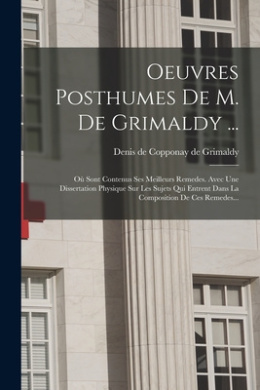 Oeuvres
Posthumes De M.
De Grimaldy ...
Denis de Copponay de Grimaldy
Où Sont Contenus Ses Meilleurs Remedes. Avec Une
Dissertation Physique Sur Les Sujets Qui Entrent Dans La
Composition De Ces Remedes...